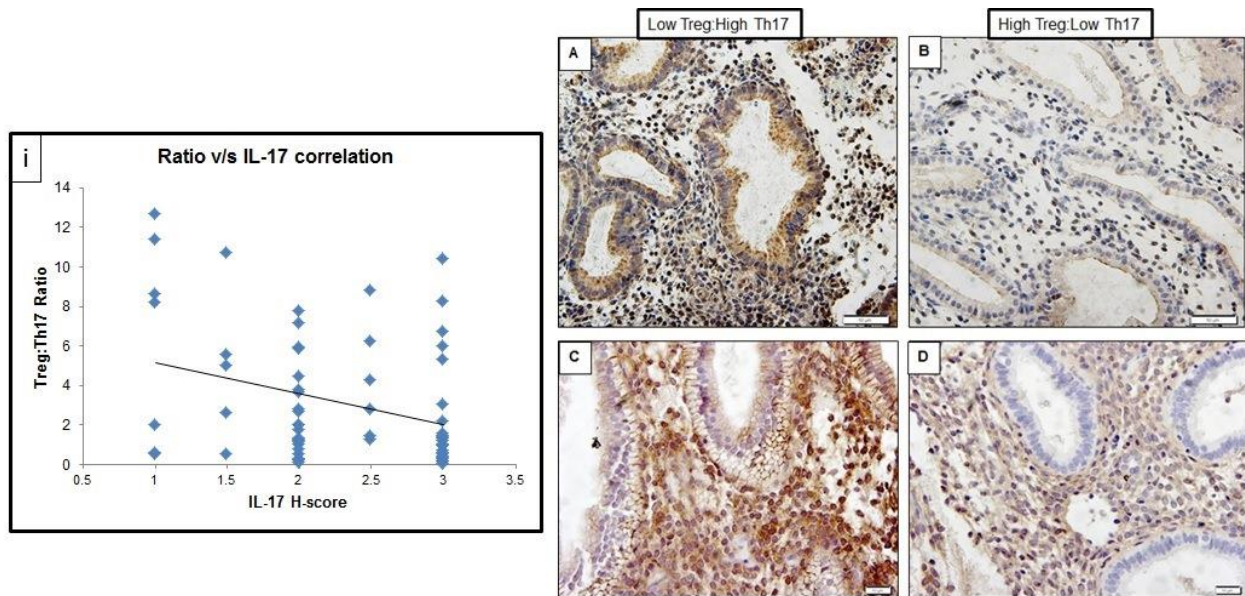 i
Ratio v/s IL-17 correlation
Treg:Th17 Ratio
14
12
10
8
6
4
2
0
0.5 1 1.5 2 2.5 3 3.5
IL-17 H-score
Low Treg:High Th17
High Treg:Low Th17
A
B
C
D